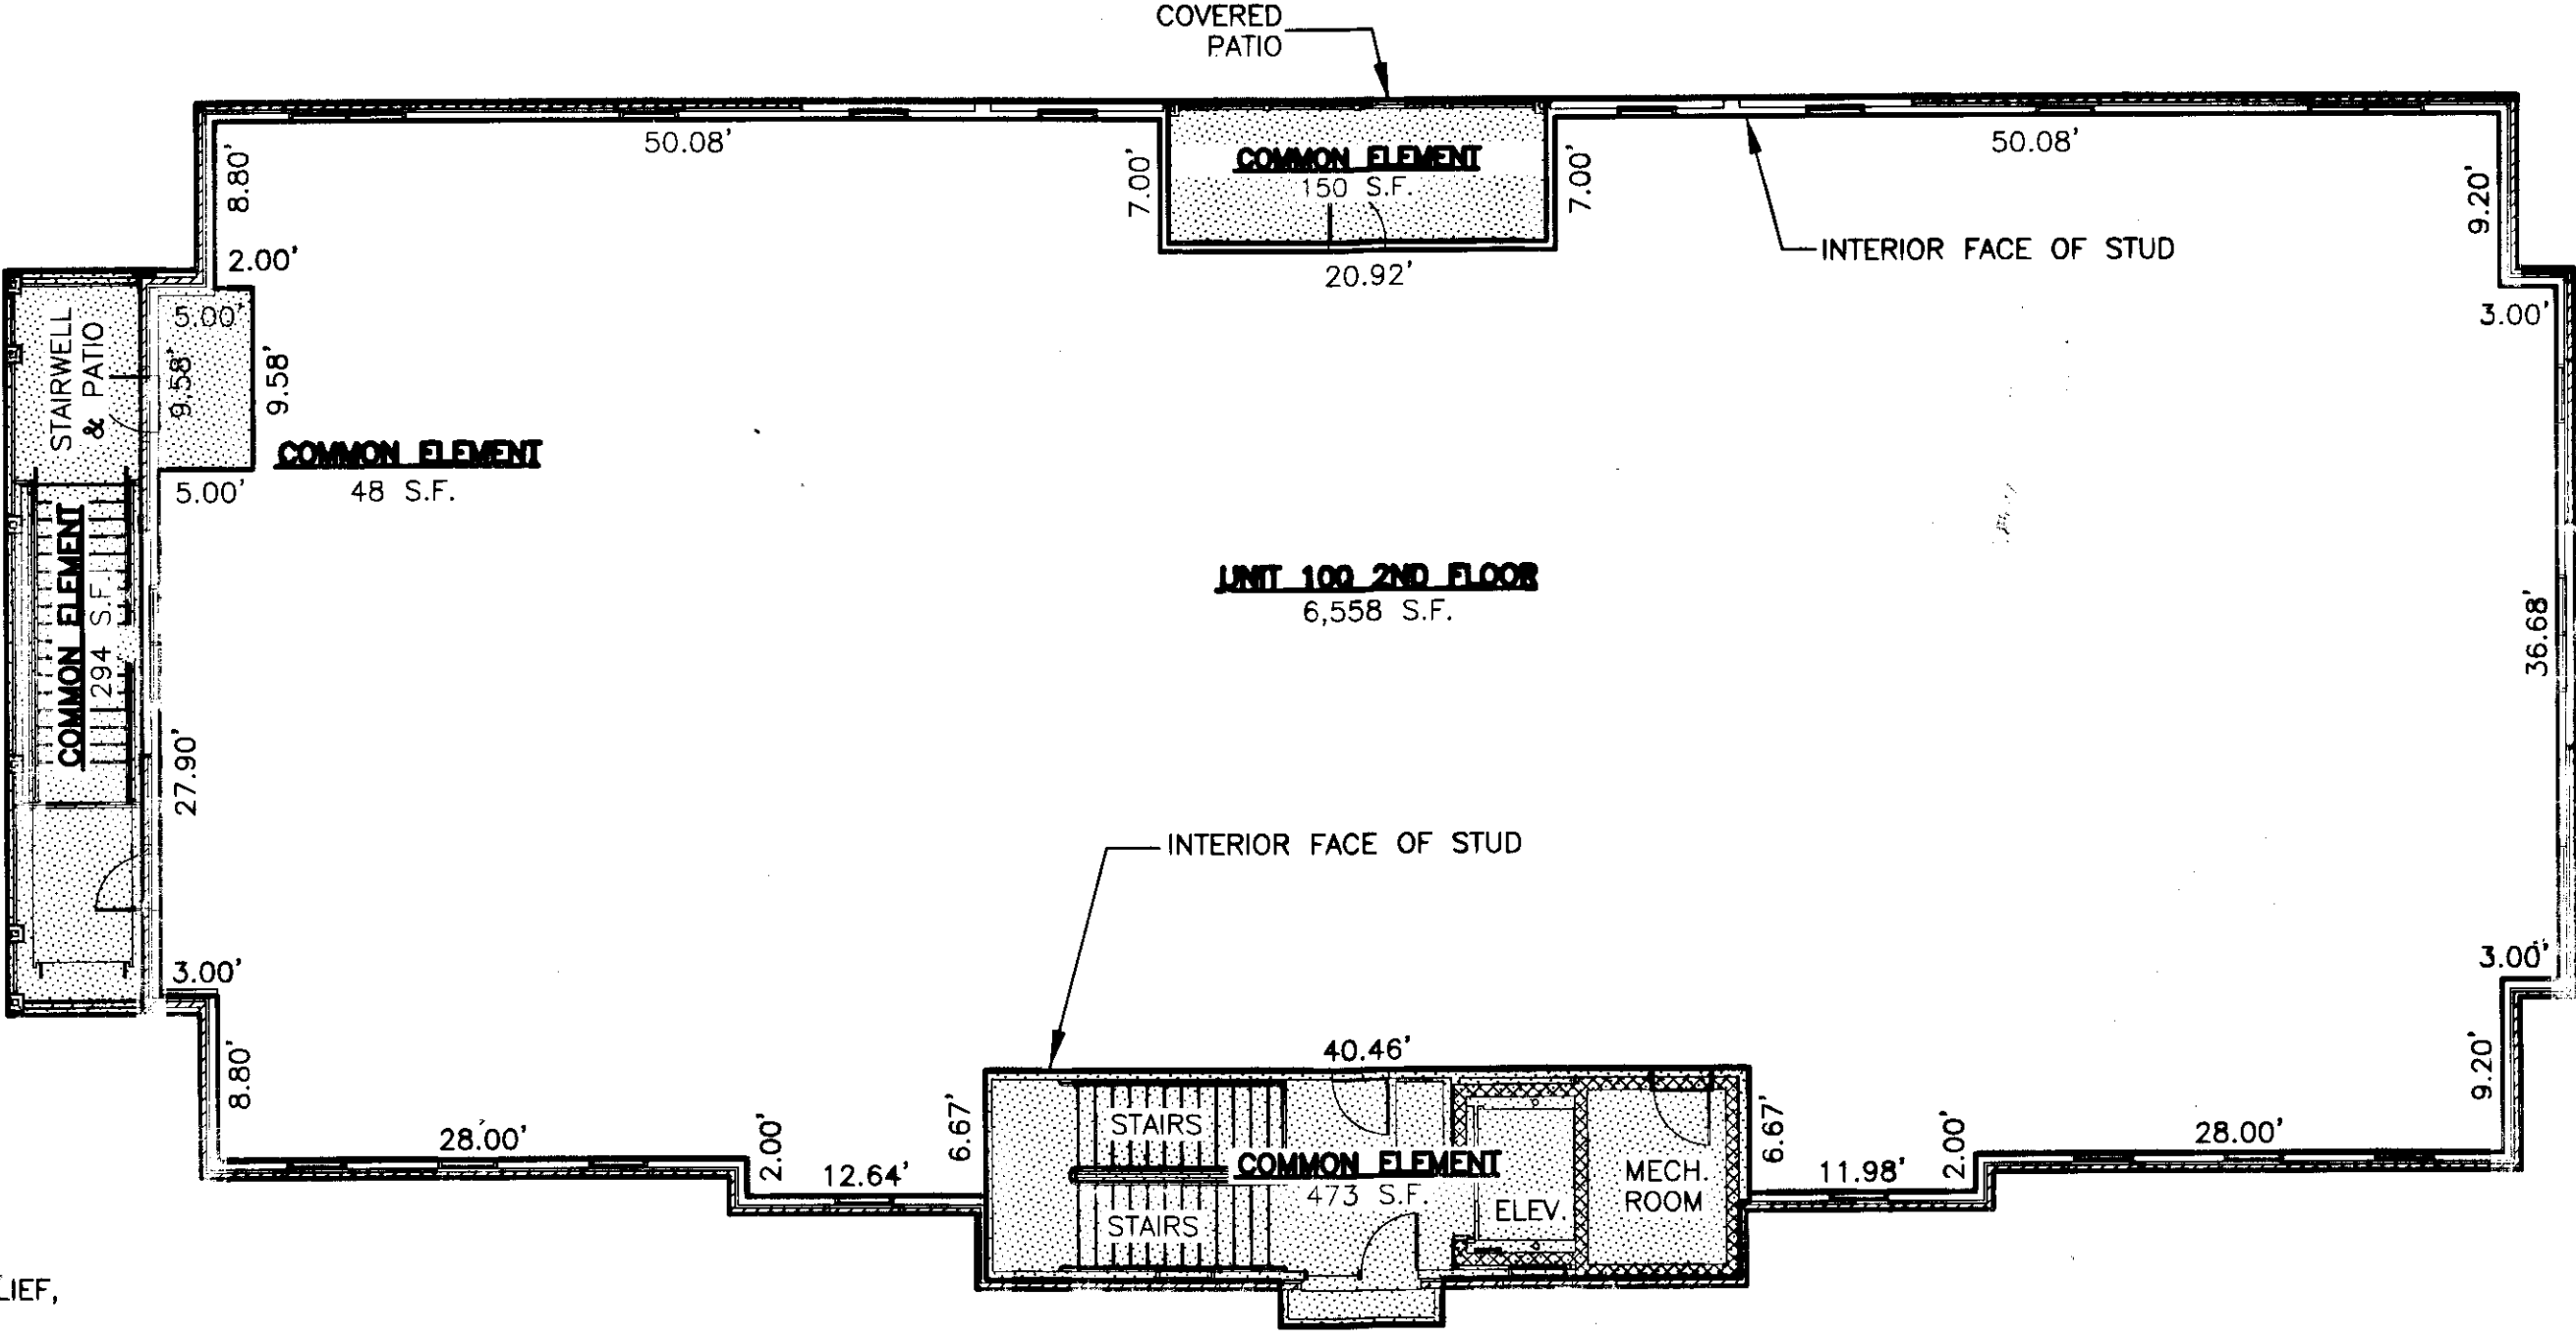 COVERED
PATIO
50.08'
50.08'
8.80'
7.00'
COMMON ELEMENT
150 S.F.
7.00'
9.20'
2.00'
INTERIOR FACE OF STUD
20.92'
5.00'
3.00'
STAIRWELL
& PATIO
9.58'
9.58'
COMMON ELEMENT
48 S.F.
5.00'
COMMON ELEMENT
294 S.F.
UNIT 100 2ND FLOOR
6,558 S.F.
36.68'
27.90'
INTERIOR FACE OF STUD
3.00'
3.00'
8.80'
40.46'
9.20'
28.00'
2.00'
12.64'
6.67'
STAIRS
COMMON ELEMENT
473 S.F.
STAIRS
ELEV.
MECH.
ROOM
6.67'
11.98'
2.00'
28.00'
LIEF,